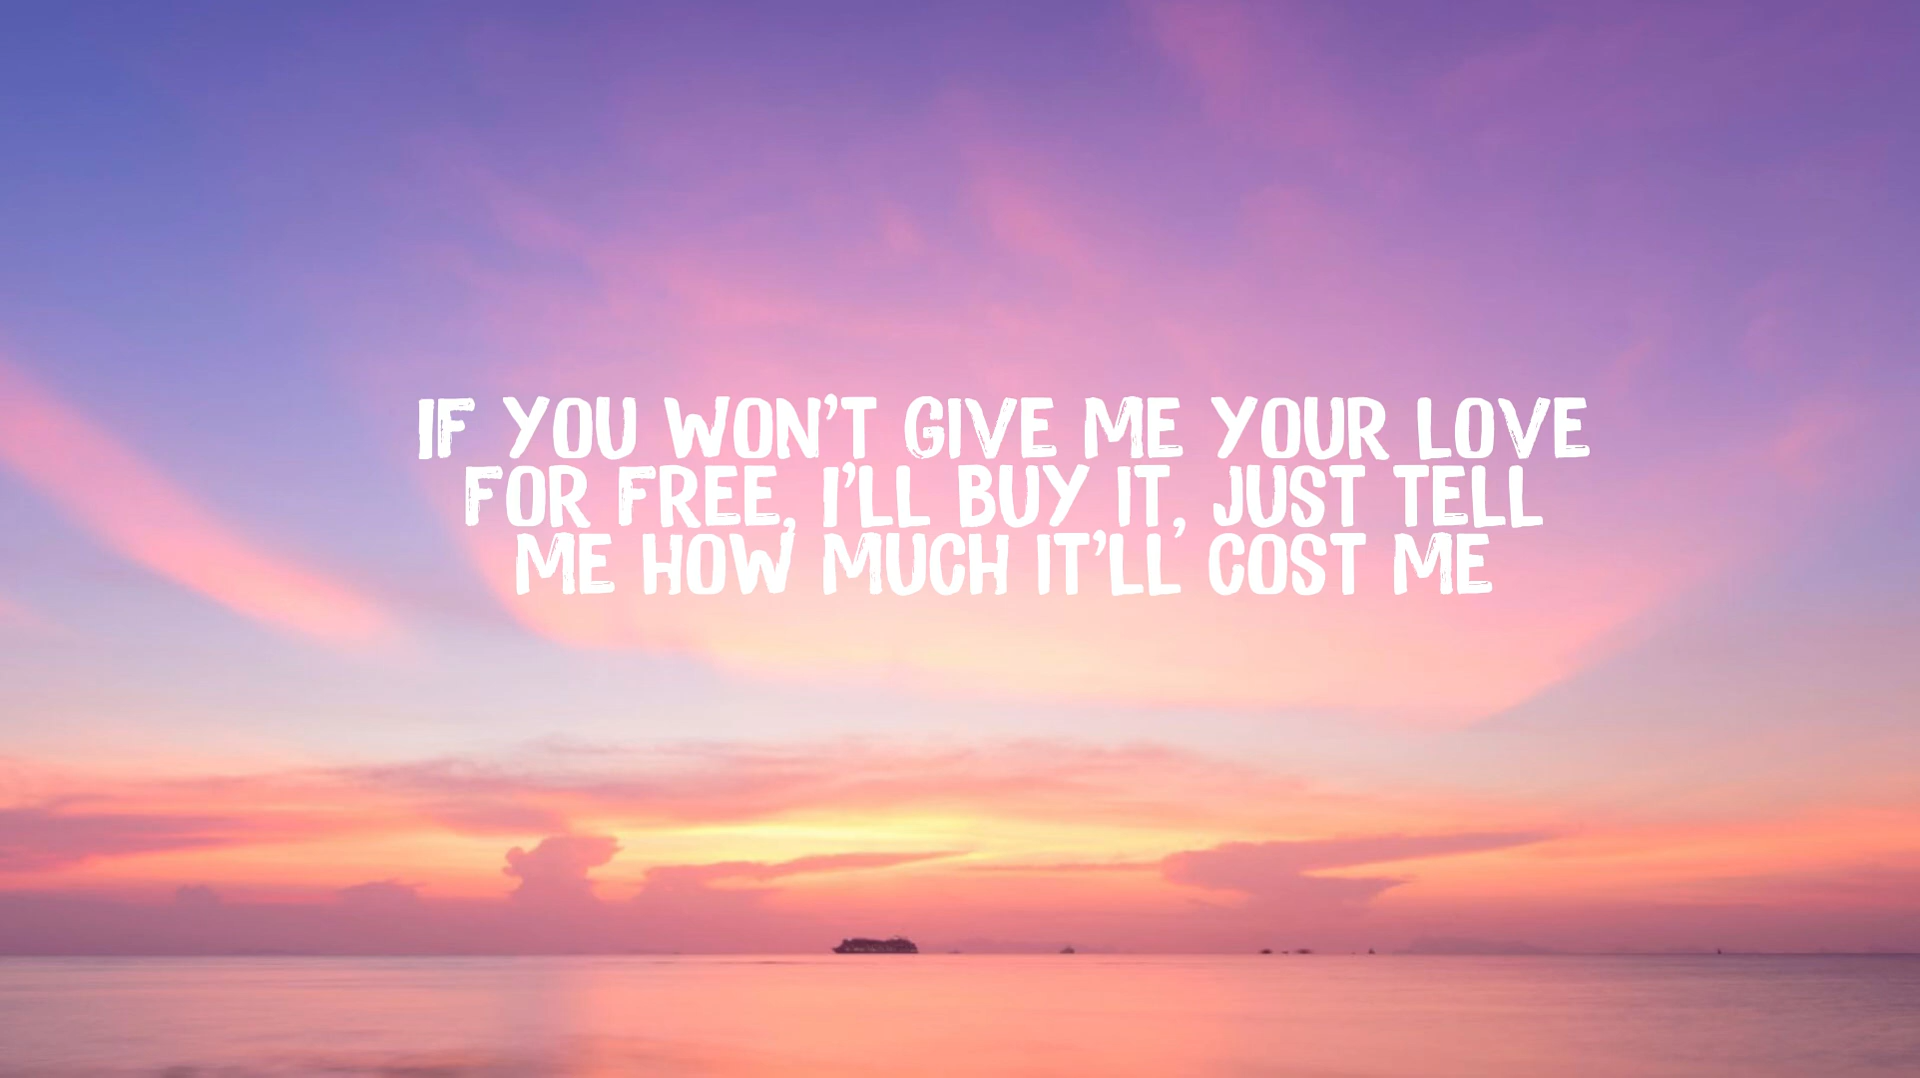 IF YOU WON'T GIVE ME YOUR LOVE
FOR FREE, I'LL BUY IT, JUST TELL
ME HOW MUCH IT'LL COST ME